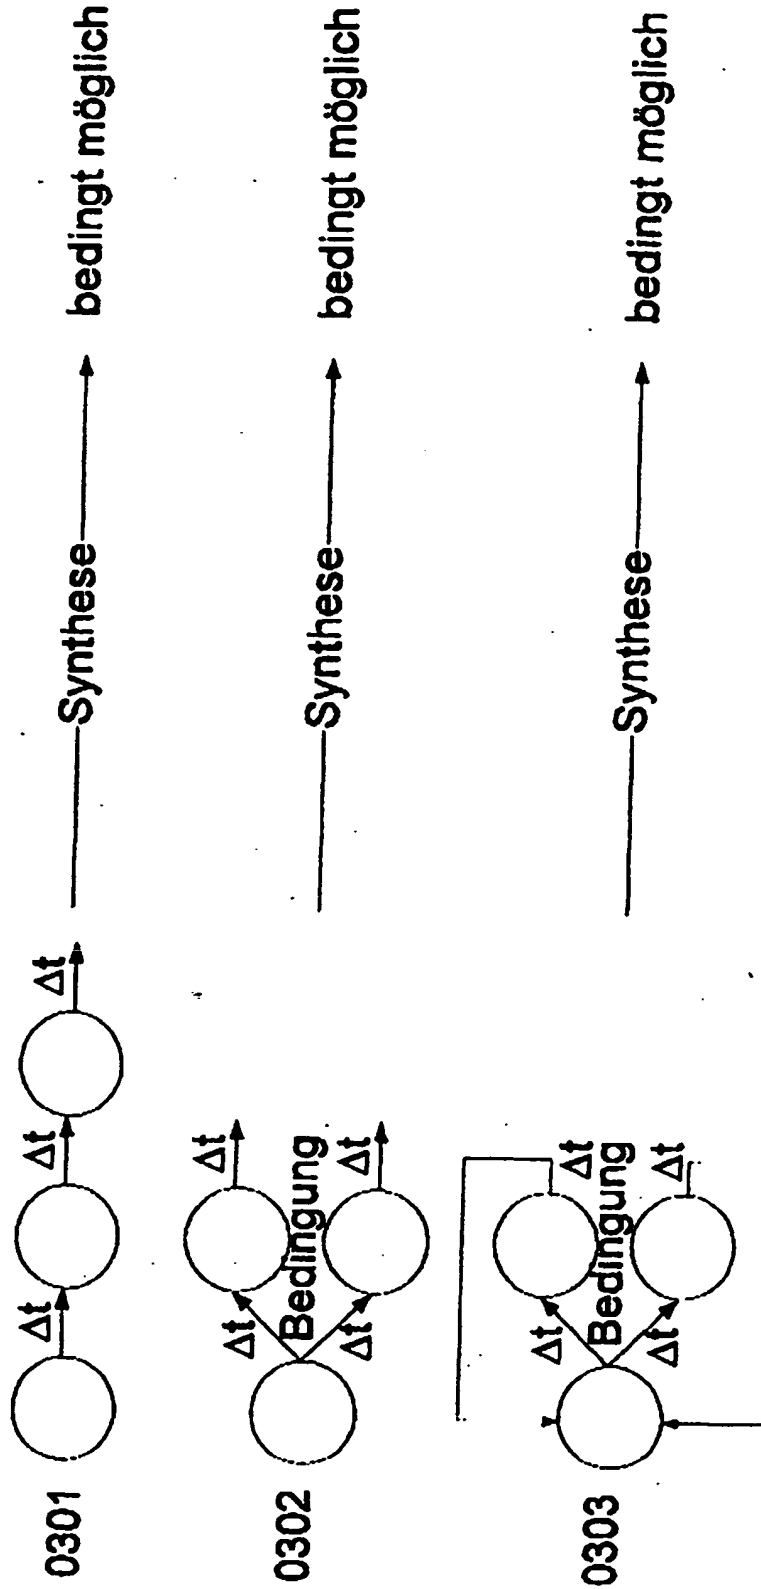 0301 Δt Δt Δt Synthese bedingt möglich
0302 Δt Δt Bedingung Δt Δt Synthese bedingt möglich
0303 Δt Δt Bedingung Δt Δt Synthese bedingt möglich